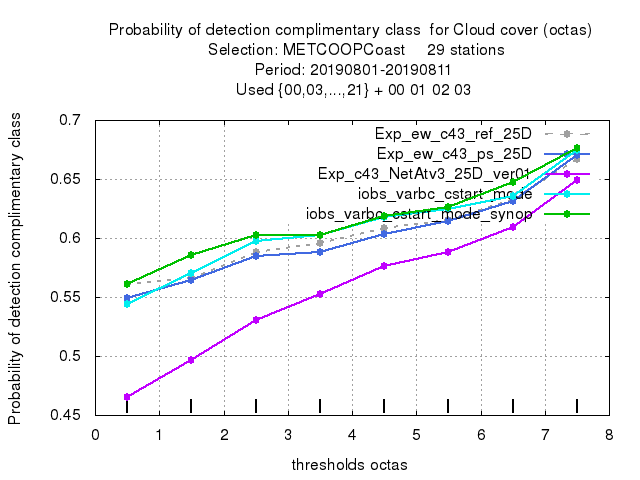 Probability of detection complimentary class  for Cloud cover (octas)
Selection: METCOOPCoast     29 stations
Period: 20190801-20190811
Used {00,03,...,21} + 00 01 02 03
Probability of detection complimentary class
0.7
0.65
0.6
0.55
0.5
0.45
Exp_ew_c43_ref_25D
Exp_ew_c43_ps_25D
Exp_c43_NetAtv3_25D_ver01
iobs_varbc_cstart_mode
iobs_varbc_cstart_mode_synop
0 1 2 3 4 5 6 7 8
thresholds octas